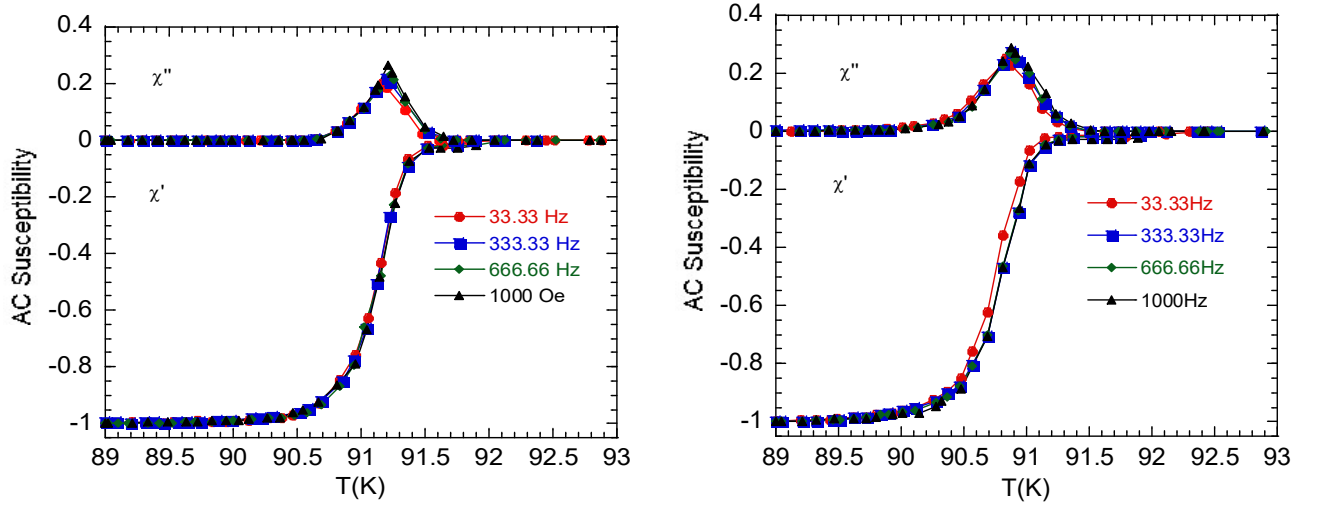 0.4
0.2
0
-0.2
-0.4
-0.6
-0.8
-1
AC Susceptibility
χ"
χ'
33.33 Hz
333.33 Hz
666.66 Hz
1000 Oe
89 89.5 90 90.5 91 91.5 92 92.5 93
T(K)
0.4
0.2
0
-0.2
-0.4
-0.6
-0.8
-1
AC Susceptibility
χ"
χ'
33.33Hz
333.33Hz
666.66Hz
1000Hz
89 89.5 90 90.5 91 91.5 92 92.5 93
T(K)